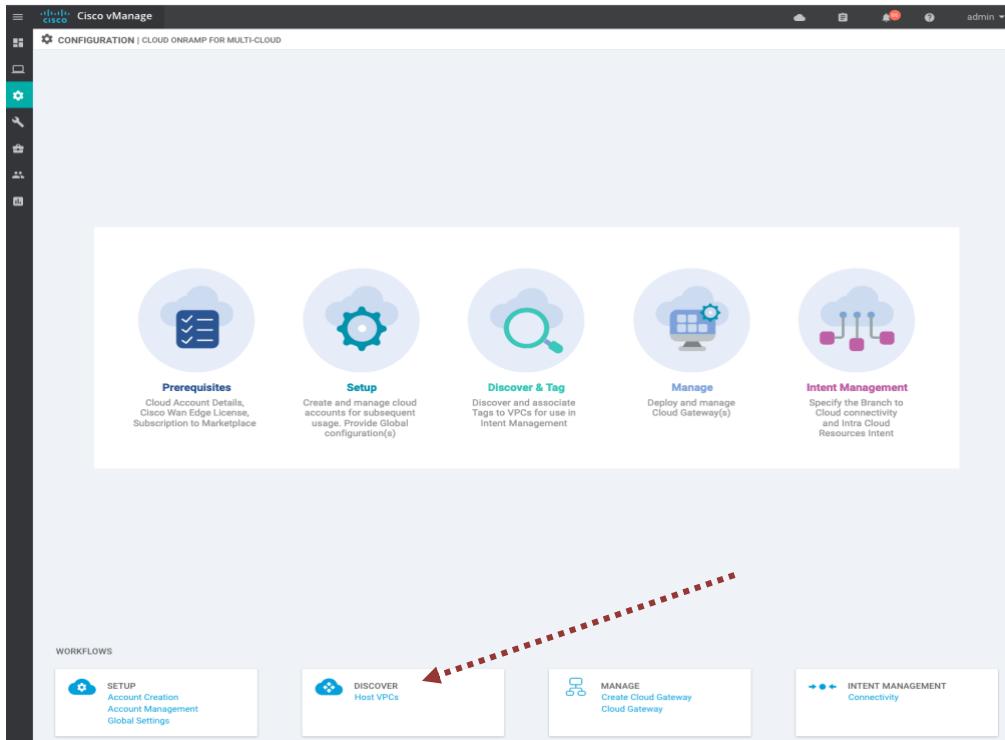 cisco
Cisco vManage
admin
CONFIGURATION | CLOUD ONRAMP FOR MULTI-CLOUD
Prerequisites
Cloud Account Details,
Cisco Wan Edge License,
Subscription to Marketplace
Setup
Create and manage cloud
accounts for subsequent
usage. Provide Global
configuration(s)
Discover & Tag
Discover and associate
Tags to VPCs for use in
Intent Management
Manage
Deploy and manage
Cloud Gateway(s)
Intent Management
Specify the Branch to
Cloud connectivity
and Intra Cloud
Resources Intent
WORKFLOWS
SETUP
Account Creation
Account Management
Global Settings
DISCOVER
Host VPCs
MANAGE
Create Cloud Gateway
Cloud Gateway
INTENT MANAGEMENT
Connectivity